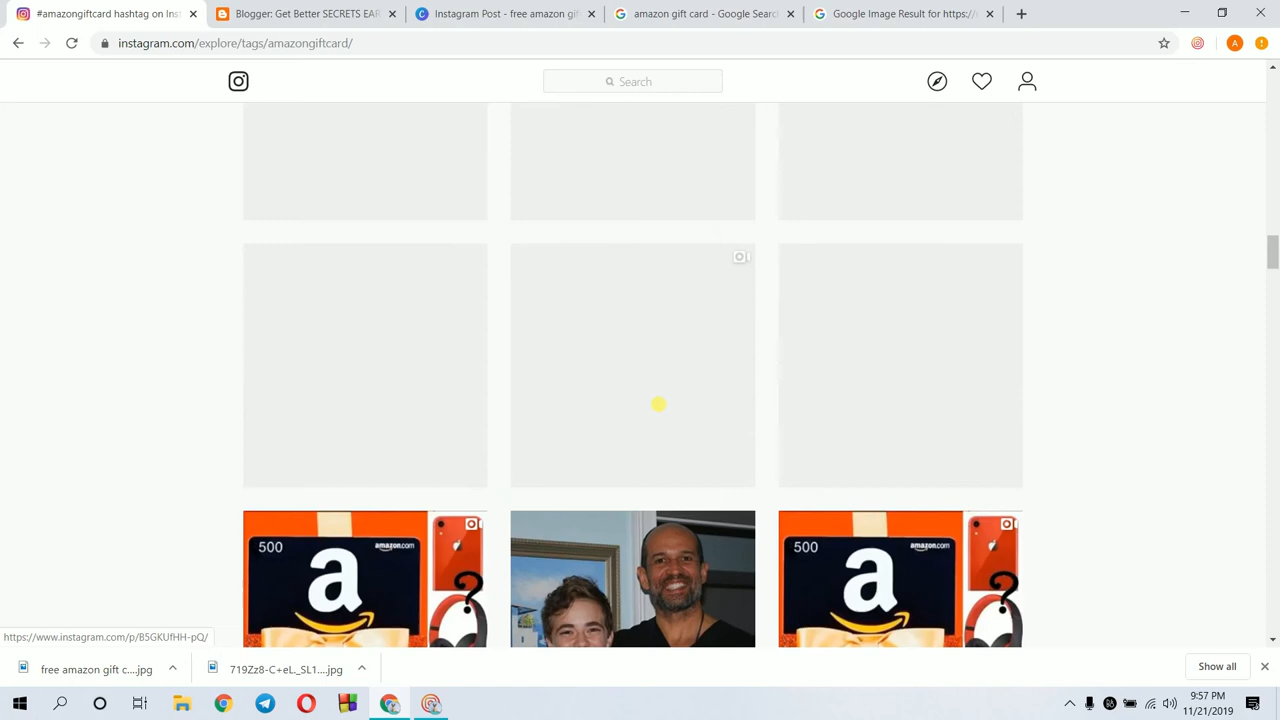 #amazongiftcard hashtag on Inst
Blogger: Get Better SECRETS EAR
Instagram Post - free amazon gif
amazon gift card - Google Searc
Google Image Result for https://
instagram.com/explore/tags/amazongiftcard/
A
Search
500
a
amazon.com
?
500
a
amazon.com
?
https://www.instagram.com/p/B5GKUfHH-pQ/
free amazon gift c....jpg
719Zz8-C+eL._SL1....jpg
Show all
9:57 PM
11/21/2019